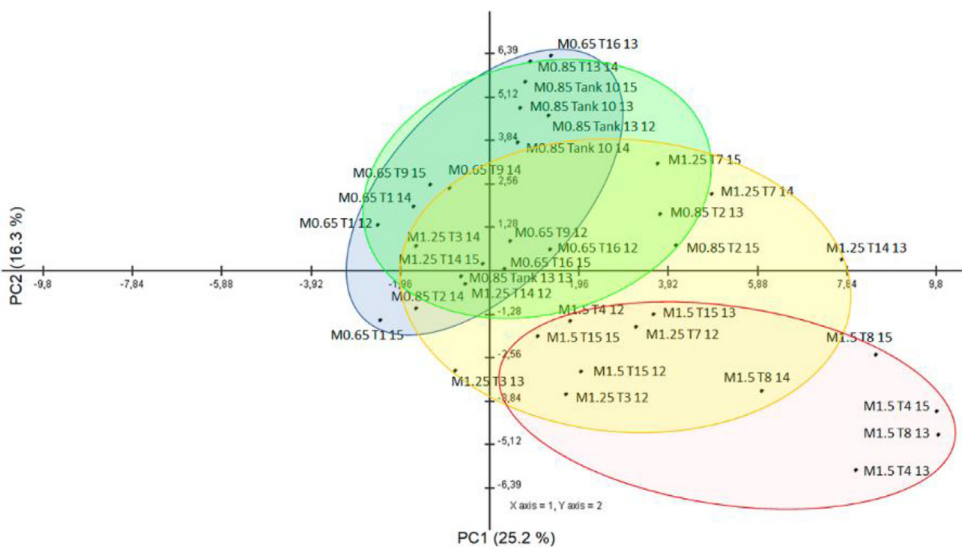 6,39
M0.65 T16 13
M0.85 T13 14
M0.85 Tank 10 15
5,12
M0.85 Tank 10 13
M0.85 Tank 13 12
3,84
M0.85 Tank 10 14
M1.25 T7 15
M0.65 T9 15
M0.65 T9 14
2,56
M1.25 T7 14
M0.65 T1 14
M0.85 T2 13
M0.65 T1 12
1,28
M0.65 T9 12
M1.25 T3 14
M0.65 T16 12
M0.85 T2 15
M1.25 T14 13
M1.25 T14 15
M0.65 T16 15
M0.85 Tank 13 13
-9,8
-7,84
-5,88
-3,92
-1,96
1,96
3,92
5,88
7,84
9,8
M0.85 T2 14
M1.25 T14 12
-1,28
M1.5 T4 12
M1.5 T15 13
M0.65 T1 15
M1.5 T15 15
M1.25 T7 12
M1.5 T8 15
-2,56
M1.25 T3 13
M1.5 T15 12
M1.5 T8 14
-3,84
M1.25 T3 12
M1.5 T4 15
-5,12
M1.5 T8 13
M1.5 T4 13
-6,39
X axis = 1, Y axis = 2
PC1 (25.2 %)
PC2 (16.3 %)